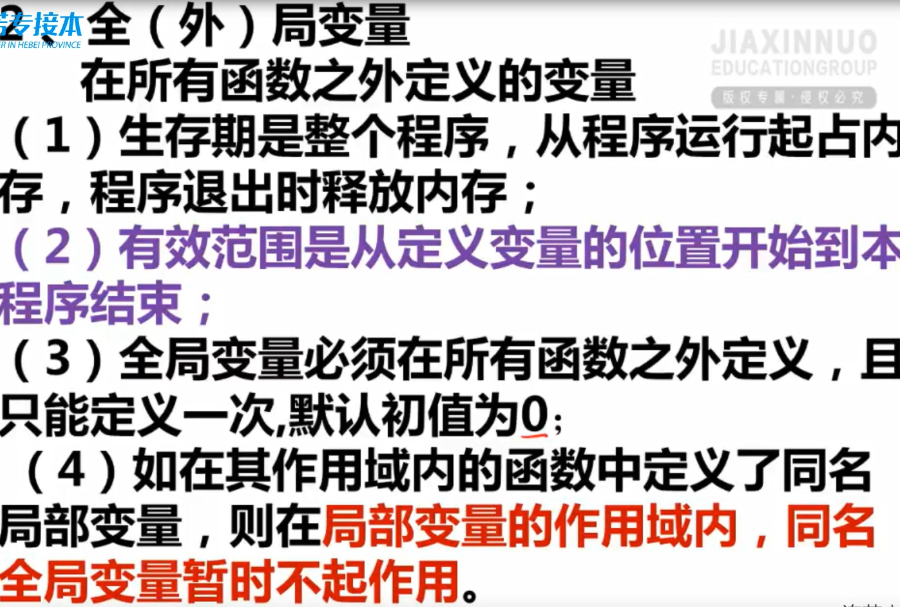 2、全（外）局变量
专接本
ER IN HEBEI PROVINCE
JIAXINNUO
EDUCATIONGROUP
版权专属·侵权必究
在所有函数之外定义的变量
（1）生存期是整个程序，从程序运行起占内
存，程序退出时释放内存；
（2）有效范围是从定义变量的位置开始到本
程序结束；
（3）全局变量必须在所有函数之外定义，且
只能定义一次,默认初值为0；
（4）如在其作用域内的函数中定义了同名
局部变量，则在局部变量的作用域内，同名
全局变量暂时不起作用。